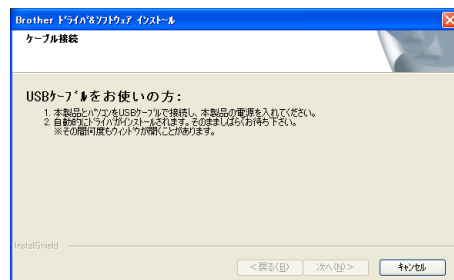 Brother ﾄﾞﾗｲﾊﾞ&ｿﾌﾄｳｪｱ ｲﾝｽﾄｰﾙ
ケーブル接続
USBｹｰﾌﾞﾙをお使いの方:
1. 本製品とﾊﾟｿｺﾝをUSBｹｰﾌﾞﾙで接続し、本製品の電源を入れてください。
2. 自動的にﾄﾞﾗｲﾊﾞがｲﾝｽﾄｰﾙされます。そのまましばらくお待ち下さい。
※その間何度もｳｨﾝﾄﾞｳが開くことがあります。
InstallShield
<戻る(B)
次へ(N)>
ｷｬﾝｾﾙ